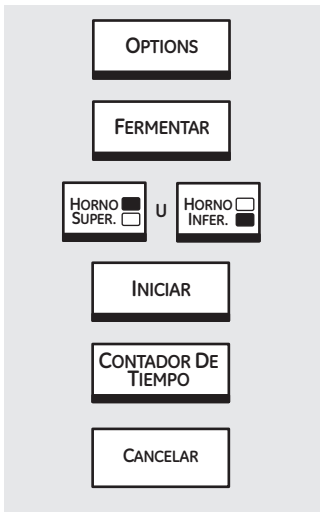 OPTIONS
FERMENTAR
HORNO SUPER. U HORNO INFER.
INICIAR
CONTADOR DE
TIEMPO
CANCELAR